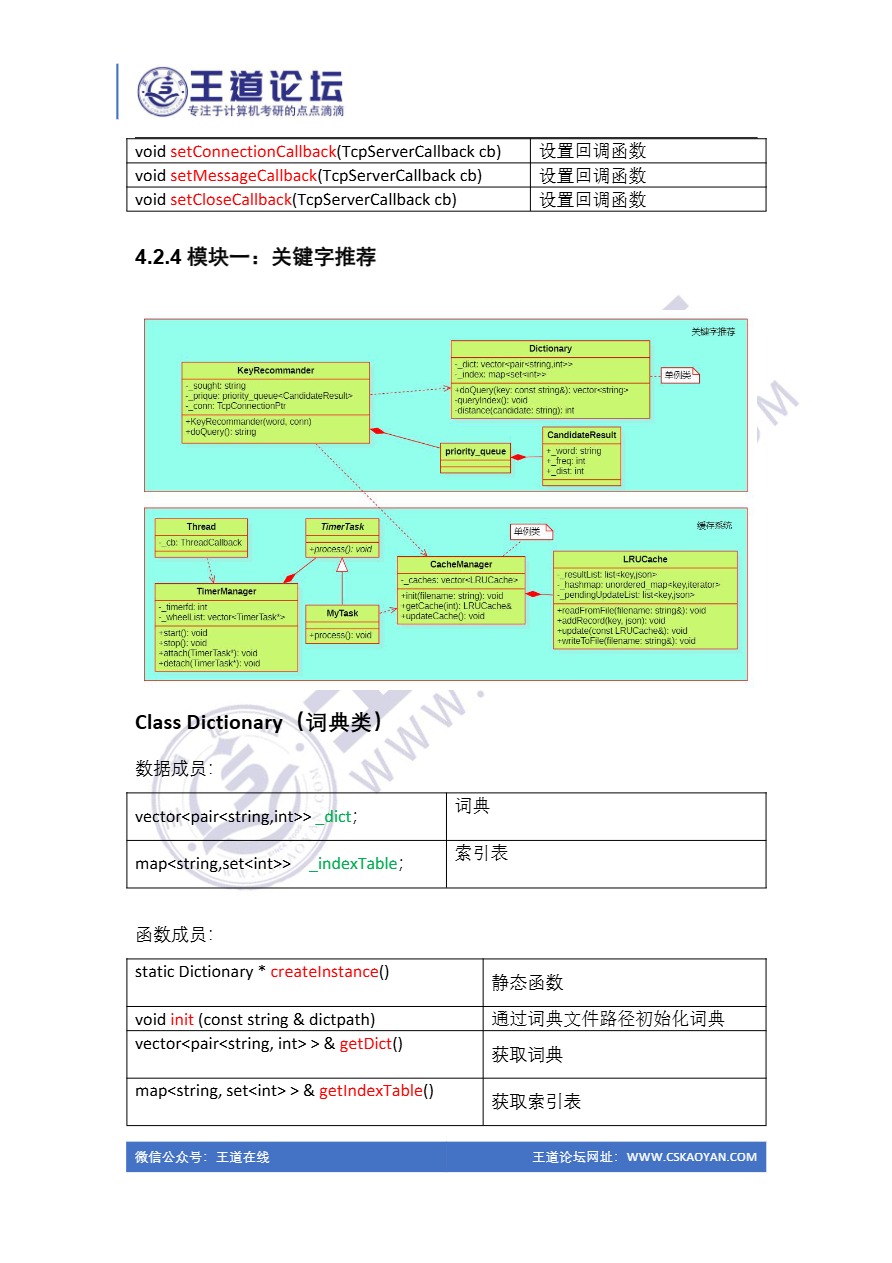 王道论坛
专注于计算机考研的点点滴滴
void setConnectionCallback(TcpServerCallback cb) 设置回调函数
void setMessageCallback(TcpServerCallback cb) 设置回调函数
void setCloseCallback(TcpServerCallback cb) 设置回调函数
4.2.4 模块一：关键字推荐
关键字推荐
KeyRecommander
-_sought: string
-_prique: priority_queue<CandidateResult>
-_conn: TcpConnectionPtr
+KeyRecommander(word, conn)
+doQuery(): string
Dictionary
-_dict: vector<pair<string,int>>
-_index: map<set<int>>
+doQuery(key: const string&): vector<string>
-queryIndex(): void
-distance(candidate: string): int
单例类
priority_queue
CandidateResult
+_word: string
+_freq: int
+_dist: int
缓存系统
Thread
-_cb: ThreadCallback
TimerTask
+process(): void
单例类
TimerManager
-_timerfd: int
-_wheelList: vector<TimerTask*>
+start(): void
+stop(): void
+attach(TimerTask*): void
+detach(TimerTask*): void
MyTask
+process(): void
CacheManager
-_caches: vector<LRUCache>
+init(filename: string): void
+getCache(int): LRUCache&
+updateCache(): void
LRUCache
-_resultList: list<key,json>
-_hashmap: unordered_map<key,iterator>
-_pendingUpdateList: list<key,json>
+readFromFile(filename: string&): void
+addRecord(key, json): void
+update(const LRUCache&): void
+writeToFile(filename: string&): void
Class Dictionary（词典类）
数据成员：
vector<pair<string,int>> _dict； 词典
map<string,set<int>> _indexTable； 索引表
函数成员：
static Dictionary * createInstance() 静态函数
void init (const string & dictpath) 通过词典文件路径初始化词典
vector<pair<string, int> > & getDict() 获取词典
map<string, set<int> > & getIndexTable() 获取索引表
微信公众号：王道在线 王道论坛网址：WWW.CSKAOYAN.COM